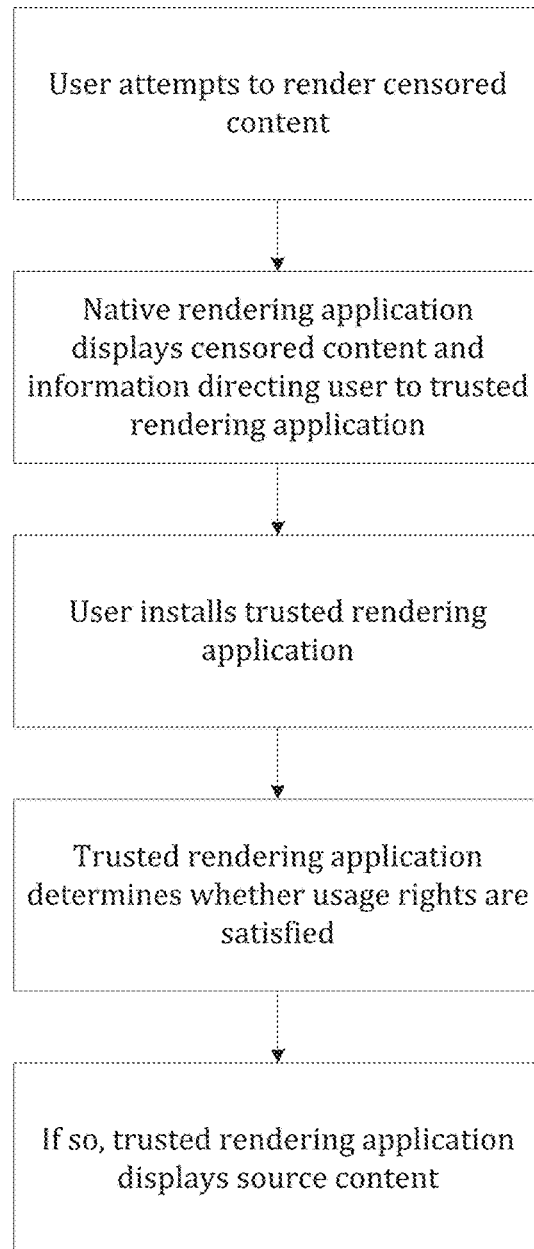 User attempts to render censored
content
Native rendering application
displays censored content and
information directing user to trusted
rendering application
User installs trusted rendering
application
Trusted rendering application
determines whether usage rights are
satisfied
If so, trusted rendering application
displays source content